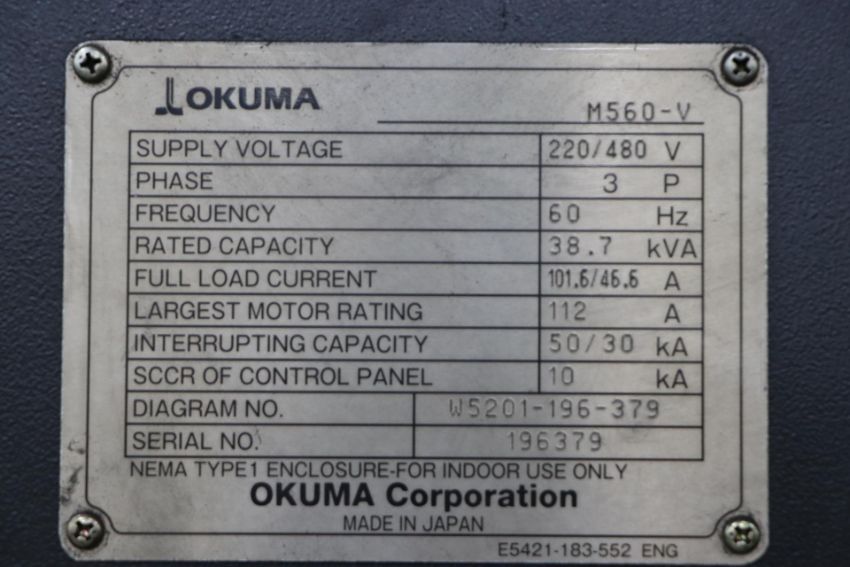 OKUMA
M560-V
SUPPLY VOLTAGE 220/480 V
PHASE 3 P
FREQUENCY 60 Hz
RATED CAPACITY 38.7 kVA
FULL LOAD CURRENT 101.6/46.6 A
LARGEST MOTOR RATING 112 A
INTERRUPTING CAPACITY 50/30 kA
SCCR OF CONTROL PANEL 10 kA
DIAGRAM NO. W5201-196-379
SERIAL NO. 196379
NEMA TYPE1 ENCLOSURE-FOR INDOOR USE ONLY
OKUMA Corporation
MADE IN JAPAN
E5421-183-552 ENG